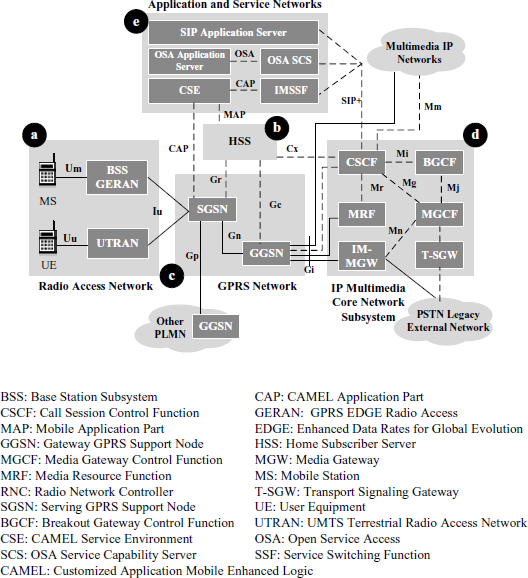 Application and Service Networks
e
SIP Application Server
OSA Application
Server
OSA
OSA SCS
CSE
CAP
IMSSF
Multimedia IP
Networks
MAP
SIP+
Mm
a
b
d
HSS
CAP
Cx
Um
BSS
GERAN
MS
CSCF
Mi
BGCF
Gr
Gc
Mr
Mg
Mj
Iu
SGSN
MRF
MGCF
Uu
UTRAN
UE
Gn
Mn
Gp
GGSN
Gi
IM-
MGW
T-SGW
c
Radio Access Network
GPRS Network
IP Multimedia
Core Network
Subsystem
PSTN Legacy
External Network
Other
PLMN
GGSN
BSS: Base Station Subsystem
CSCF: Call Session Control Function
MAP: Mobile Application Part
GGSN: Gateway GPRS Support Node
MGCF: Media Gateway Control Function
MRF: Media Resource Function
RNC: Radio Network Controller
SGSN: Serving GPRS Support Node
BGCF: Breakout Gateway Control Function
CSE: CAMEL Service Environment
SCS: OSA Service Capability Server
CAMEL: Customized Application Mobile Enhanced Logic
CAP: CAMEL Application Part
GERAN:  GPRS EDGE Radio Access
EDGE: Enhanced Data Rates for Global Evolution
HSS: Home Subscriber Server
MGW: Media Gateway
MS: Mobile Station
T-SGW: Transport Signaling Gateway
UE: User Equipment
UTRAN: UMTS Terrestrial Radio Access Network
OSA: Open Service Access
SSF: Service Switching Function